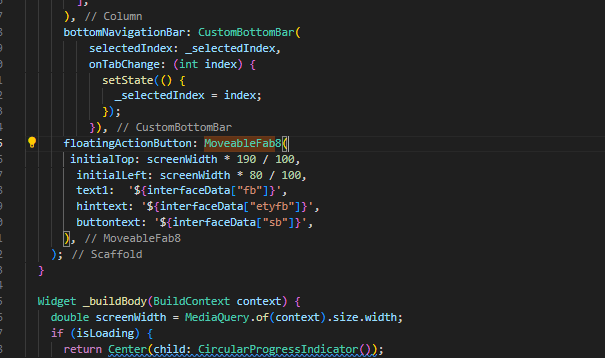 ],
), // Column
bottomNavigationBar: CustomBottomBar(
selectedIndex: _selectedIndex,
onTabChange: (int index) {
setState(() {
_selectedIndex = index;
});
}), // CustomBottomBar
floatingActionButton: MoveableFab8(
initialTop: screenWidth * 190 / 100,
initialLeft: screenWidth * 80 / 100,
text1: '${interfaceData["fb"]}',
hinttext: '${interfaceData["etyfb"]}',
buttontext: '${interfaceData["sb"]}',
), // MoveableFab8
); // Scaffold
}
Widget _buildBody(BuildContext context) {
double screenWidth = MediaQuery.of(context).size.width;
if (isLoading) {
return Center(child: CircularProgressIndicator());